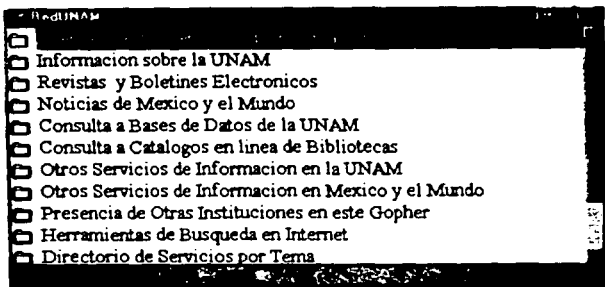 RedUNAM
Informacion sobre la UNAM
Revistas y Boletines Electronicos
Noticias de Mexico y el Mundo
Consulta a Bases de Datos de la UNAM
Consulta a Catalogos en linea de Bibliotecas
Otros Servicios de Informacion en la UNAM
Otros Servicios de Informacion en Mexico y el Mundo
Presencia de Otras Instituciones en este Gopher
Herramientas de Busqueda en Internet
Directorio de Servicios por Tema